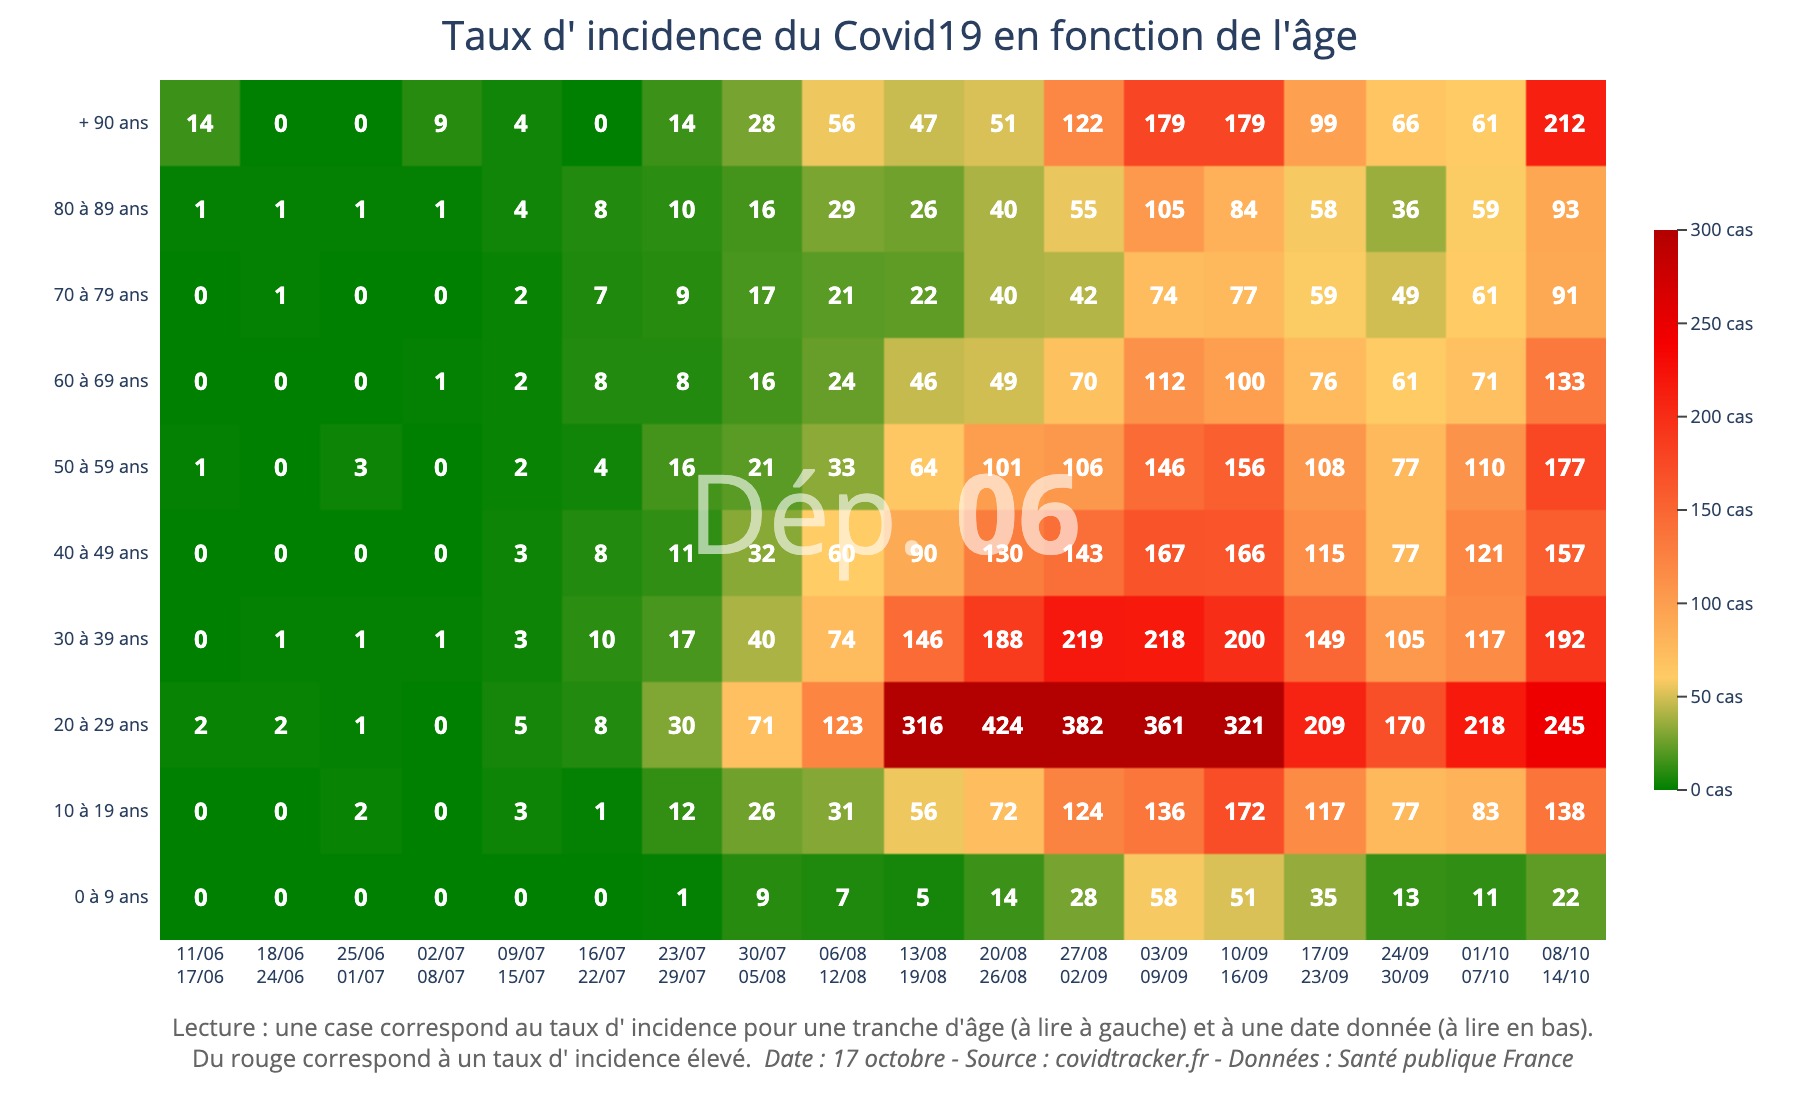 Taux d' incidence du Covid19 en fonction de l'âge
+ 90 ans 14 0 0 9 4 0 14 28 56 47 51 122 179 179 99 66 61 212
80 à 89 ans 1 1 1 1 4 8 10 16 29 26 40 55 105 84 58 36 59 93
70 à 79 ans 0 1 0 0 2 7 9 17 21 22 40 42 74 77 59 49 61 91
60 à 69 ans 0 0 0 1 2 8 8 16 24 46 49 70 112 100 76 61 71 133
50 à 59 ans 1 0 3 0 2 4 16 21 33 64 101 106 146 156 108 77 110 177
Dép. 06
40 à 49 ans 0 0 0 0 3 8 11 32 60 90 130 143 167 166 115 77 121 157
30 à 39 ans 0 1 1 1 3 10 17 40 74 146 188 219 218 200 149 105 117 192
20 à 29 ans 2 2 1 0 5 8 30 71 123 316 424 382 361 321 209 170 218 245
10 à 19 ans 0 0 2 0 3 1 12 26 31 56 72 124 136 172 117 77 83 138
0 à 9 ans 0 0 0 0 0 0 1 9 7 5 14 28 58 51 35 13 11 22
11/06 18/06 25/06 02/07 09/07 16/07 23/07 30/07 06/08 13/08 20/08 27/08 03/09 10/09 17/09 24/09 01/10 08/10
17/06 24/06 01/07 08/07 15/07 22/07 29/07 05/08 12/08 19/08 26/08 02/09 09/09 16/09 23/09 30/09 07/10 14/10
300 cas
250 cas
200 cas
150 cas
100 cas
50 cas
0 cas
Lecture : une case correspond au taux d' incidence pour une tranche d'âge (à lire à gauche) et à une date donnée (à lire en bas).
Du rouge correspond à un taux d' incidence élevé. Date : 17 octobre - Source : covidtracker.fr - Données : Santé publique France